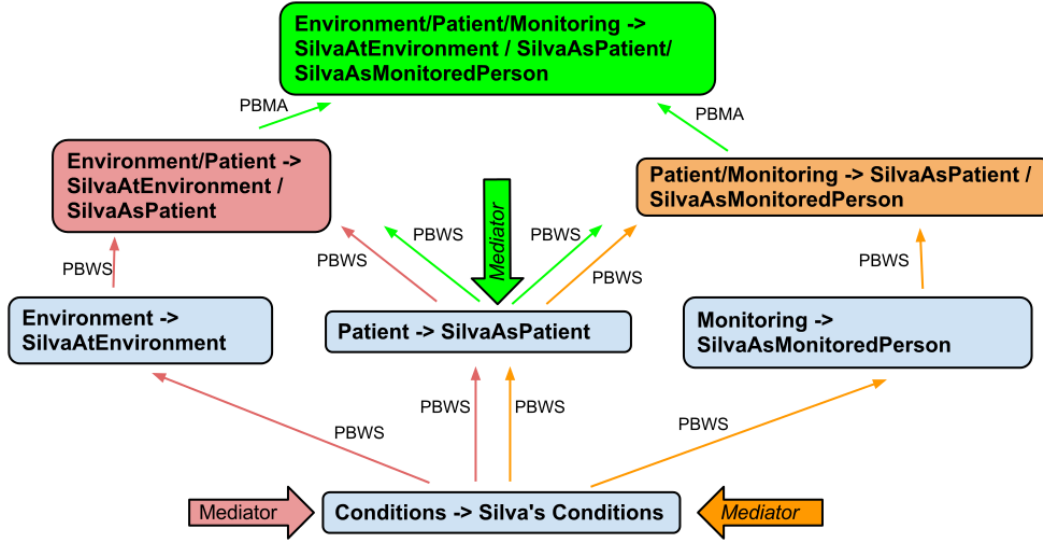 Environment/Patient/Monitoring ->
SilvaAtEnvironment / SilvaAsPatient/
SilvaAsMonitoredPerson
PBMA
PBMA
Environment/Patient ->
SilvaAtEnvironment /
SilvaAsPatient
Patient/Monitoring -> SilvaAsPatient /
SilvaAsMonitoredPerson
Mediator
PBWS
PBWS
PBWS
PBWS
PBWS
PBWS
Environment ->
SilvaAtEnvironment
Patient -> SilvaAsPatient
Monitoring ->
SilvaAsMonitoredPerson
PBWS
PBWS
PBWS
PBWS
Mediator
Conditions -> Silva's Conditions
Mediator